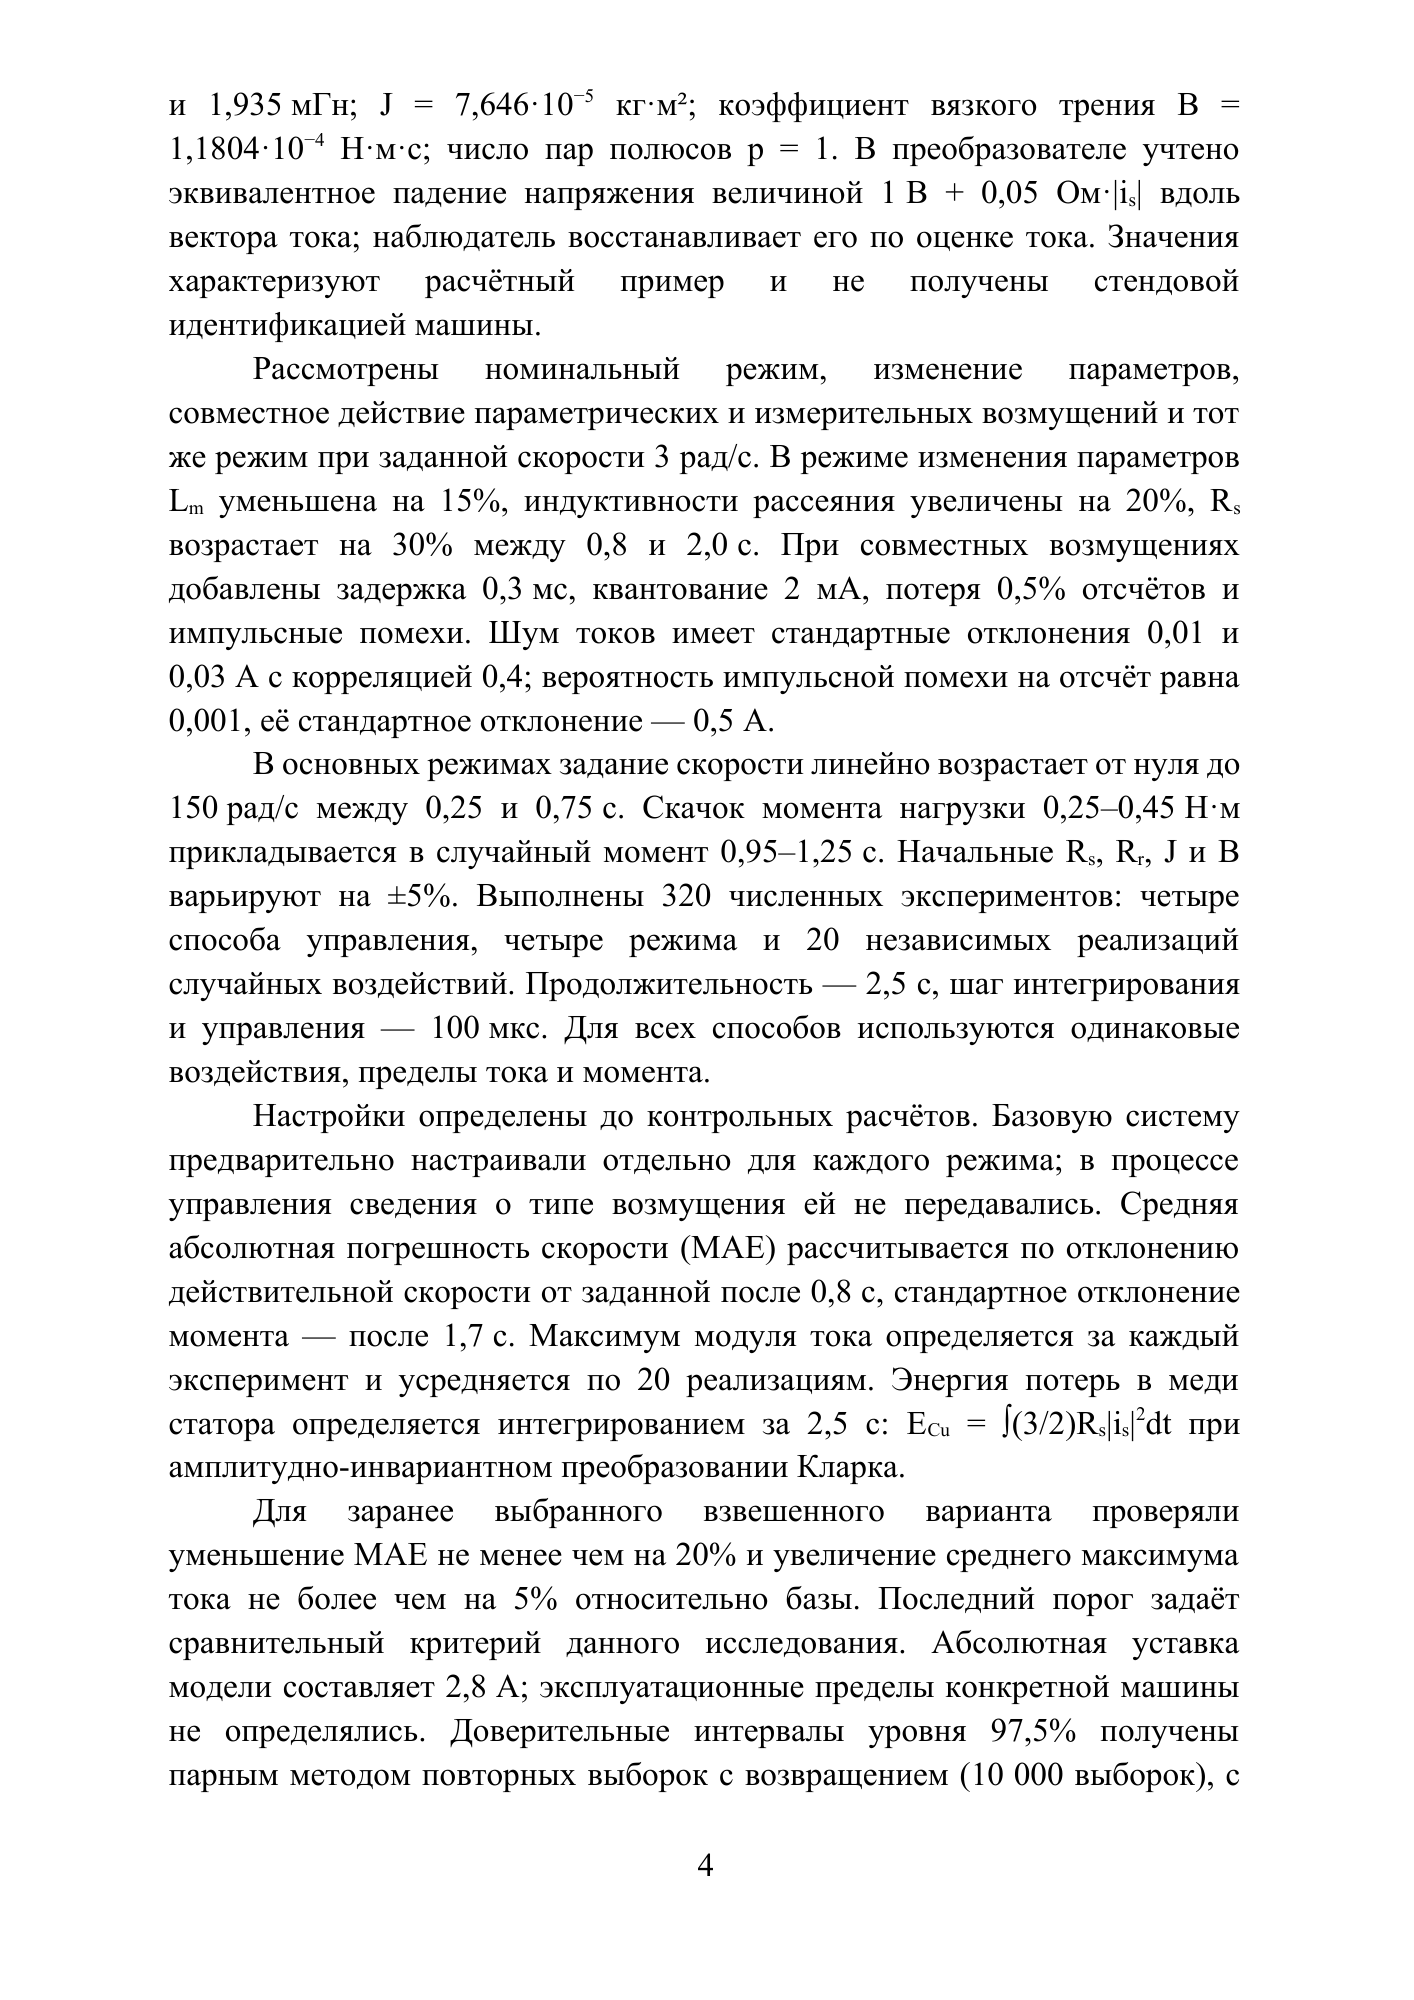 и 1,935 мГн; J = 7,646·10⁻⁵ кг·м²; коэффициент вязкого трения B =
1,1804·10⁻⁴ Н·м·с; число пар полюсов p = 1. В преобразователе учтено
эквивалентное падение напряжения величиной 1 В + 0,05 Ом·|iₛ| вдоль
вектора тока; наблюдатель восстанавливает его по оценке тока. Значения
характеризуют расчётный пример и не получены стендовой
идентификацией машины.
Рассмотрены номинальный режим, изменение параметров,
совместное действие параметрических и измерительных возмущений и тот
же режим при заданной скорости 3 рад/с. В режиме изменения параметров
Lₘ уменьшена на 15%, индуктивности рассеяния увеличены на 20%, Rₛ
возрастает на 30% между 0,8 и 2,0 с. При совместных возмущениях
добавлены задержка 0,3 мс, квантование 2 мА, потеря 0,5% отсчётов и
импульсные помехи. Шум токов имеет стандартные отклонения 0,01 и
0,03 А с корреляцией 0,4; вероятность импульсной помехи на отсчёт равна
0,001, её стандартное отклонение — 0,5 А.
В основных режимах задание скорости линейно возрастает от нуля до
150 рад/с между 0,25 и 0,75 с. Скачок момента нагрузки 0,25–0,45 Н·м
прикладывается в случайный момент 0,95–1,25 с. Начальные Rₛ, Rᵣ, J и B
варьируют на ±5%. Выполнены 320 численных экспериментов: четыре
способа управления, четыре режима и 20 независимых реализаций
случайных воздействий. Продолжительность — 2,5 с, шаг интегрирования
и управления — 100 мкс. Для всех способов используются одинаковые
воздействия, пределы тока и момента.
Настройки определены до контрольных расчётов. Базовую систему
предварительно настраивали отдельно для каждого режима; в процессе
управления сведения о типе возмущения ей не передавались. Средняя
абсолютная погрешность скорости (MAE) рассчитывается по отклонению
действительной скорости от заданной после 0,8 с, стандартное отклонение
момента — после 1,7 с. Максимум модуля тока определяется за каждый
эксперимент и усредняется по 20 реализациям. Энергия потерь в меди
статора определяется интегрированием за 2,5 с: E_Cu = ∫(3/2)Rₛ|iₛ|²dt при
амплитудно-инвариантном преобразовании Кларка.
Для заранее выбранного взвешенного варианта проверяли
уменьшение MAE не менее чем на 20% и увеличение среднего максимума
тока не более чем на 5% относительно базы. Последний порог задаёт
сравнительный критерий данного исследования. Абсолютная уставка
модели составляет 2,8 А; эксплуатационные пределы конкретной машины
не определялись. Доверительные интервалы уровня 97,5% получены
парным методом повторных выборок с возвращением (10 000 выборок), с
4